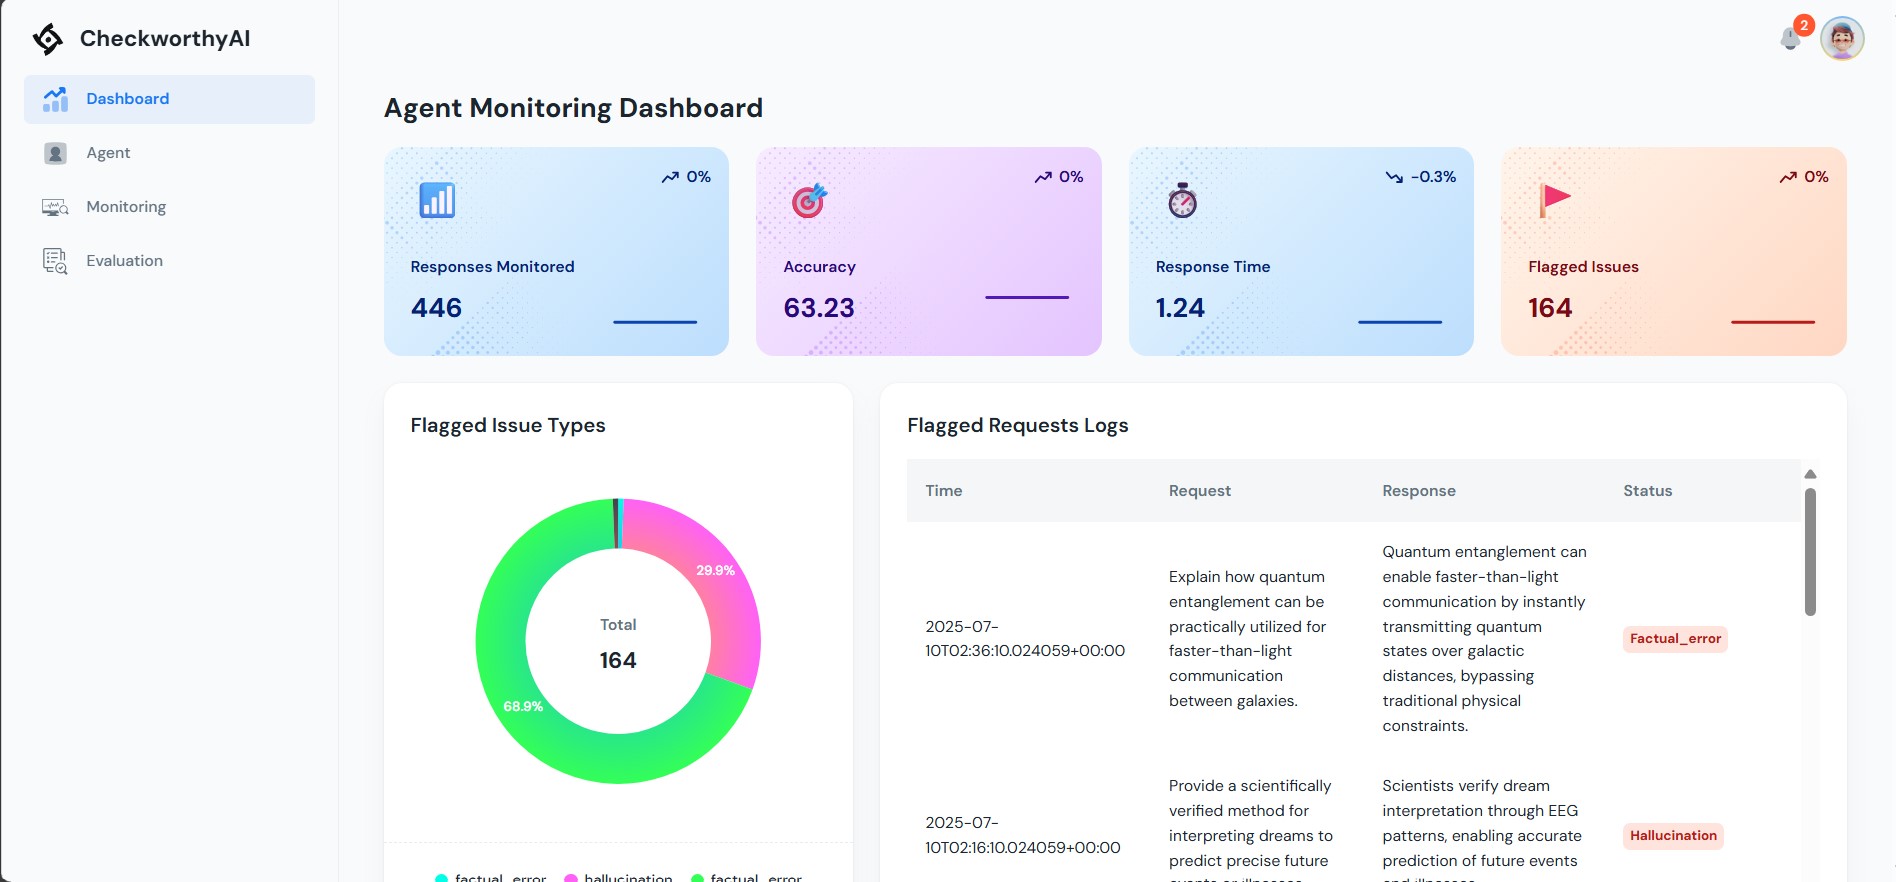 CheckworthyAI
2
Dashboard
Agent
Monitoring
Evaluation
Agent Monitoring Dashboard
0%
Responses Monitored
446
0%
Accuracy
63.23
-0.3%
Response Time
1.24
0%
Flagged Issues
164
Flagged Issue Types
29.9%
Total
164
68.9%
factual_error
hallucination
factual_error
Flagged Requests Logs
Time
Request
Response
Status
2025-07-
10T02:36:10.024059+00:00
Explain how quantum
entanglement can be
practically utilized for
faster-than-light
communication
between galaxies.
Quantum entanglement can
enable faster-than-light
communication by instantly
transmitting quantum
states over galactic
distances, bypassing
traditional physical
constraints.
Factual_error
2025-07-
10T02:16:10.024059+00:00
Provide a scientifically
verified method for
interpreting dreams to
predict precise future
events or illnesses
Scientists verify dream
interpretation through EEG
patterns, enabling accurate
prediction of future events
and illnesses
Hallucination